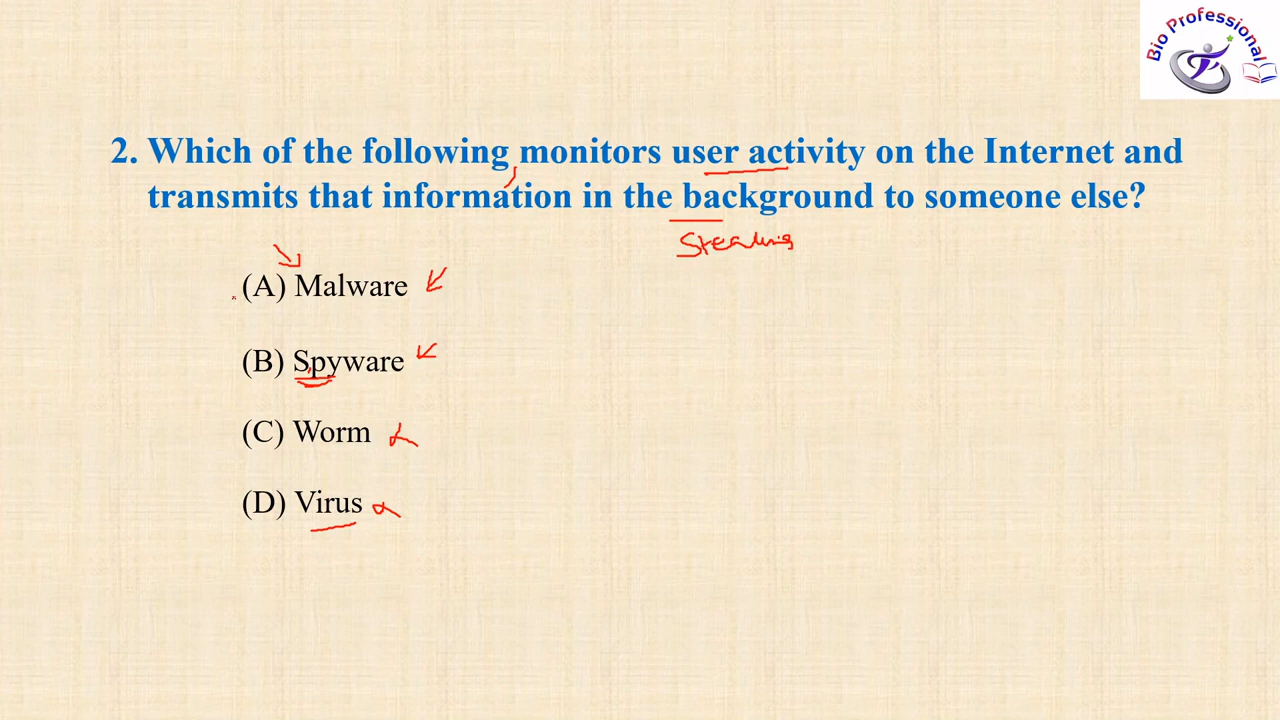 Bio Professional
2. Which of the following monitors user activity on the Internet and
transmits that information in the background to someone else?
(A) Malware
(B) Spyware
(C) Worm
(D) Virus